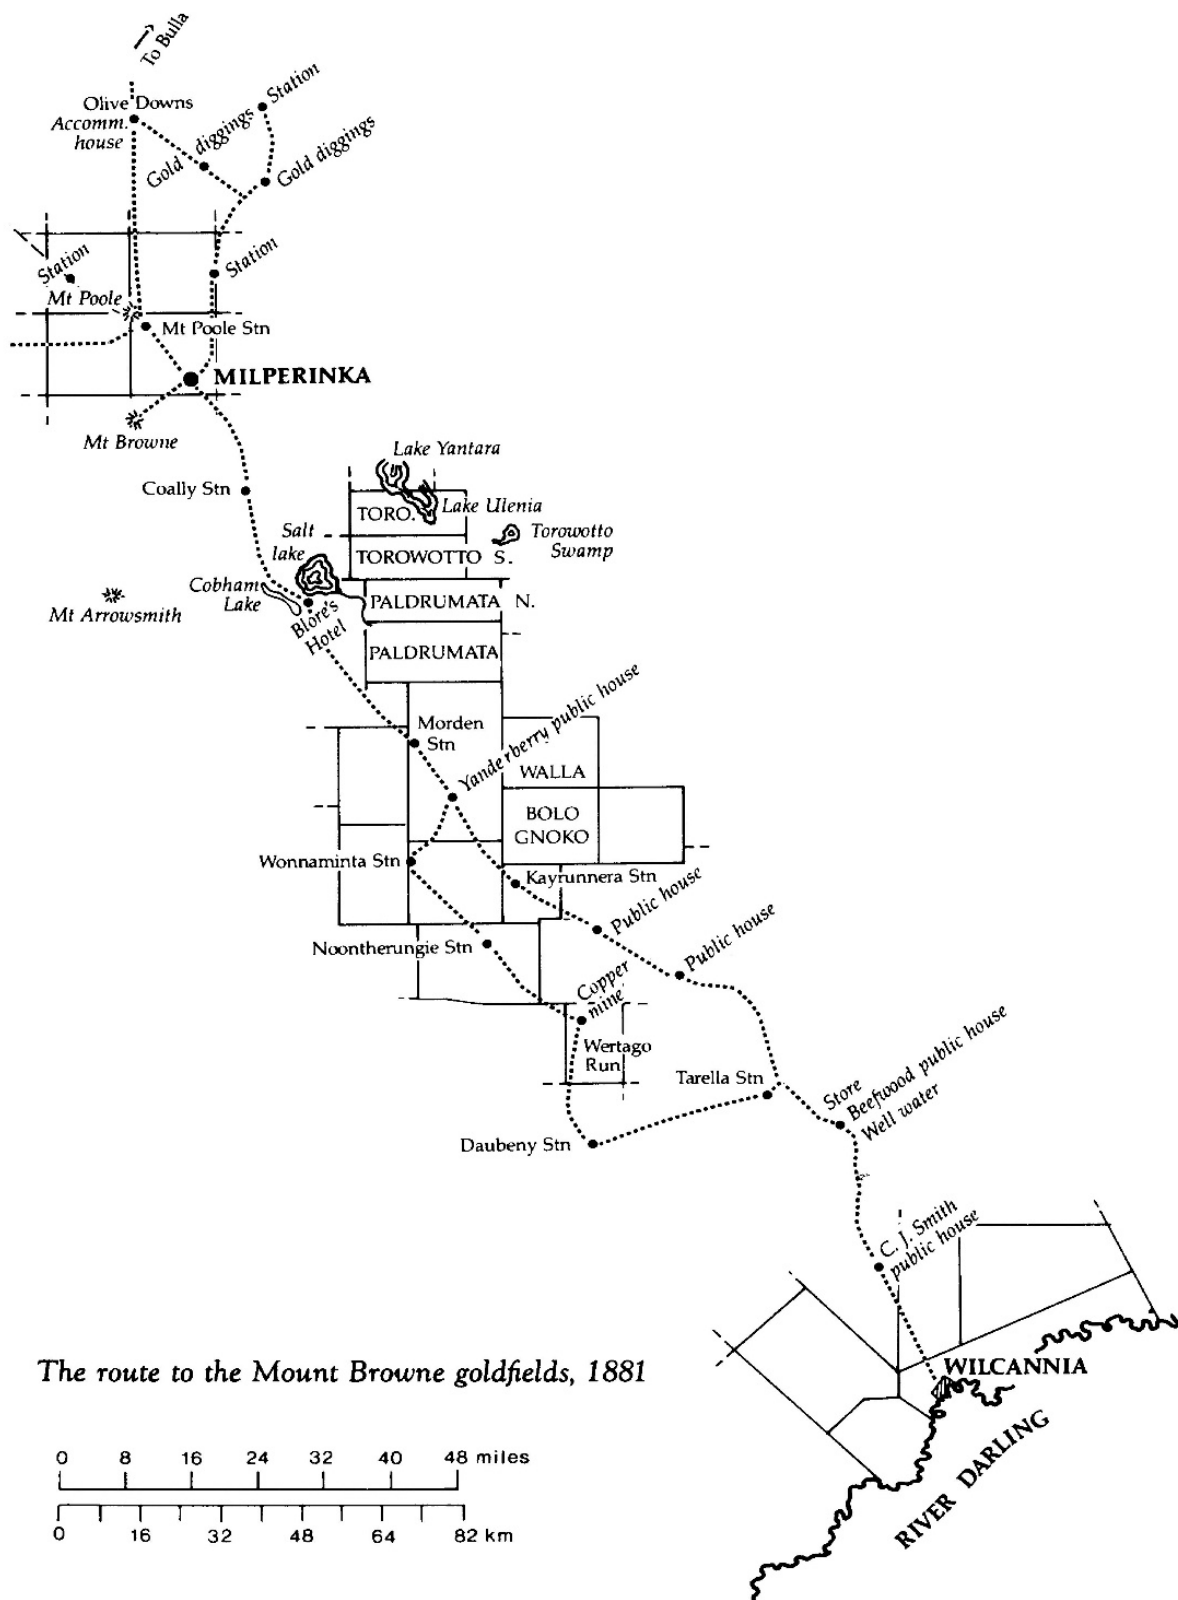 To Bulla
Olive Downs
Accomm.
house
Station
Gold diggings
Gold diggings
Station
Station
Mt Poole
Mt Poole Stn
MILPERINKA
Mt Browne
Coally Stn
Lake Yantara
Lake Ulenia
TORO.
Torowotto
Swamp
TOROWOTTO S.
Salt
lake
Cobham
Lake
Mt Arrowsmith
Blore's
Hotel
PALDRUMATA N.
PALDRUMATA
Morden
Stn
Yanderberry public house
WALLA
BOLO
GNOKO
Wonnaminta Stn
Kayrunnera Stn
Public house
Public house
Noontherungie Stn
Copper
mine
Wertago
Run
Tarella Stn
Daubeny Stn
Store
Beefwood public house
Well water
C. J. Smith
public house
WILCANNIA
RIVER DARLING
The route to the Mount Browne goldfields, 1881
0 8 16 24 32 40 48 miles
0 16 32 48 64 82 km